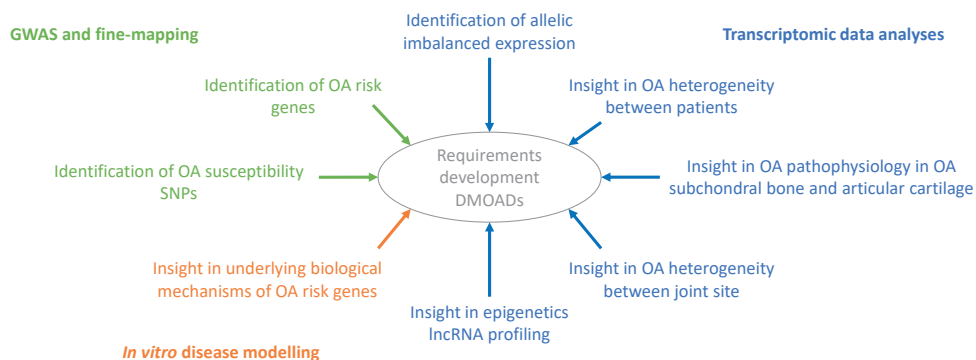 Identification of allelic
imbalanced expression
GWAS and fine-mapping
Transcriptomic data analyses
Identification of OA risk
genes
Insight in OA heterogeneity
between patients
Requirements
development
DMOADs
Identification of OA susceptibility
SNPs
Insight in OA pathophysiology in OA
subchondral bone and articular cartilage
Insight in underlying biological
mechanisms of OA risk genes
Insight in OA heterogeneity
between joint site
Insight in epigenetics
lncRNA profiling
In vitro disease modelling